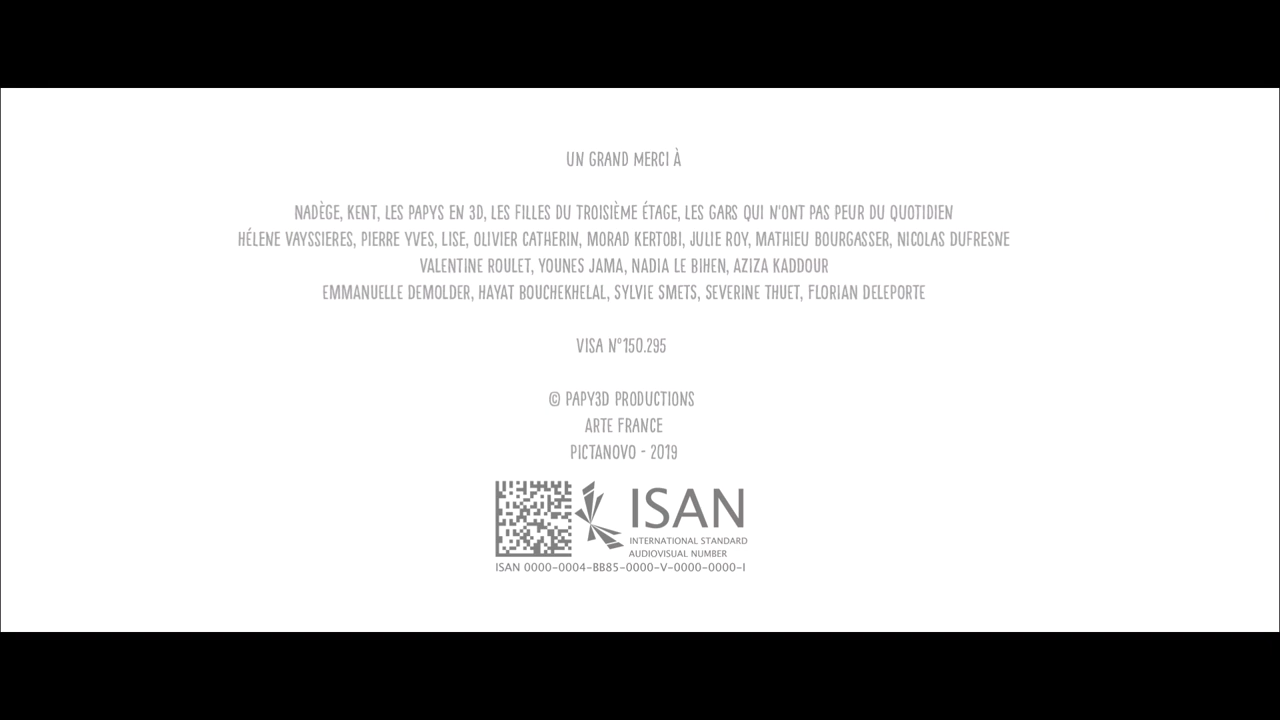 UN GRAND MERCI À
NADÈGE, KENT, LES PAPYS EN 3D, LES FILLES DU TROISIÈME ÉTAGE, LES GARS QUI N'ONT PAS PEUR DU QUOTIDIEN
HÉLENE VAYSSIERES, PIERRE YVES, LISE, OLIVIER CATHERIN, MORAD KERTOBI, JULIE ROY, MATHIEU BOURGASSER, NICOLAS DUFRESNE
VALENTINE ROULET, YOUNES JAMA, NADIA LE BIHEN, AZIZA KADDOUR
EMMANUELLE DEMOLDER, HAYAT BOUCHEKHELAL, SYLVIE SMETS, SEVERINE THUET, FLORIAN DELEPORTE
VISA N°150.295
© PAPY3D PRODUCTIONS
ARTE FRANCE
PICTANOVO - 2019
ISAN
INTERNATIONAL STANDARD
AUDIOVISUAL NUMBER
ISAN 0000-0004-BB85-0000-V-0000-0000-I